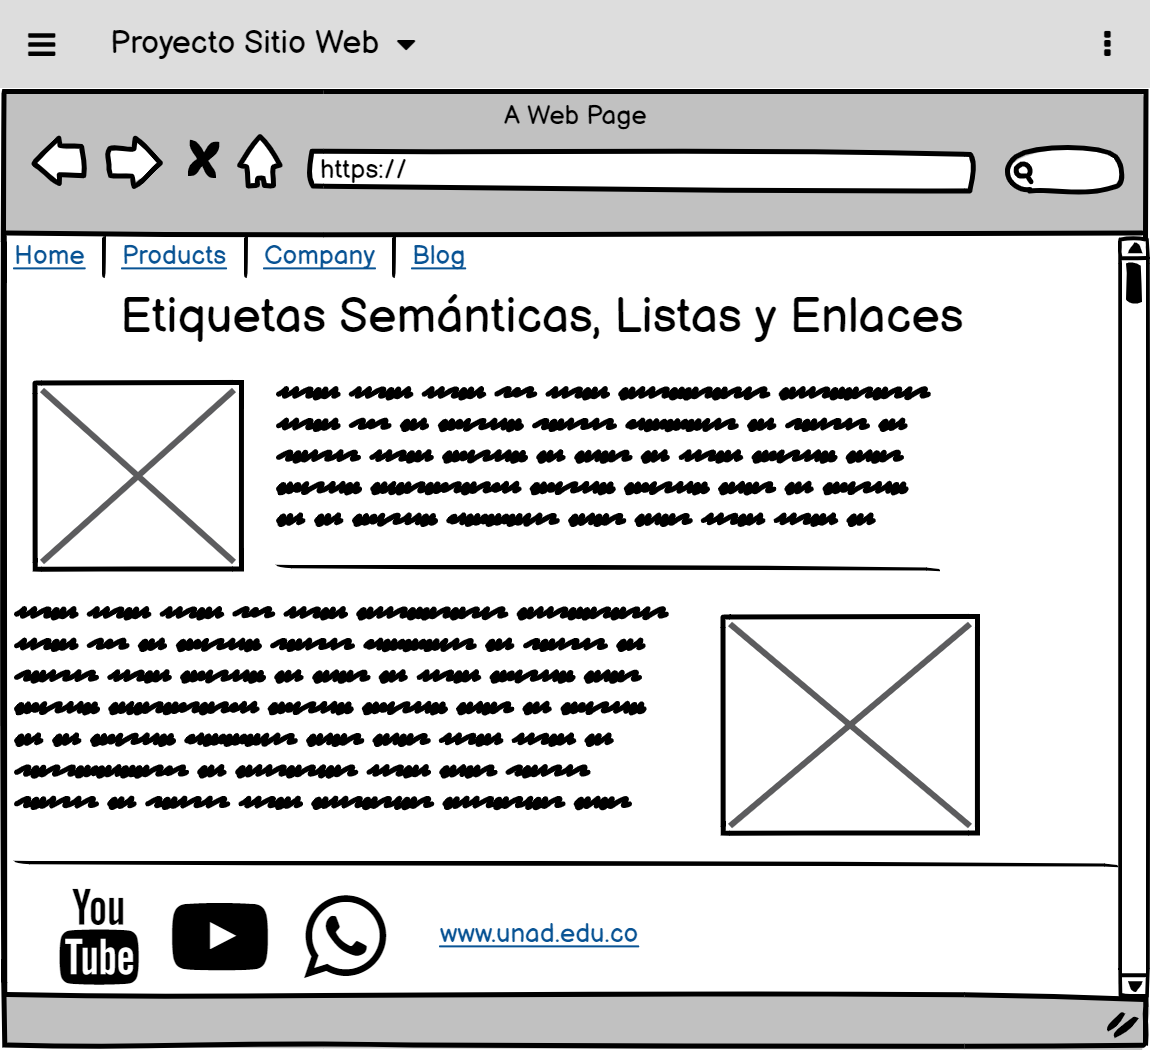 Proyecto Sitio Web
A Web Page
https://
Home Products Company Blog
Etiquetas Semánticas, Listas y Enlaces
You
Tube
www.unad.edu.co